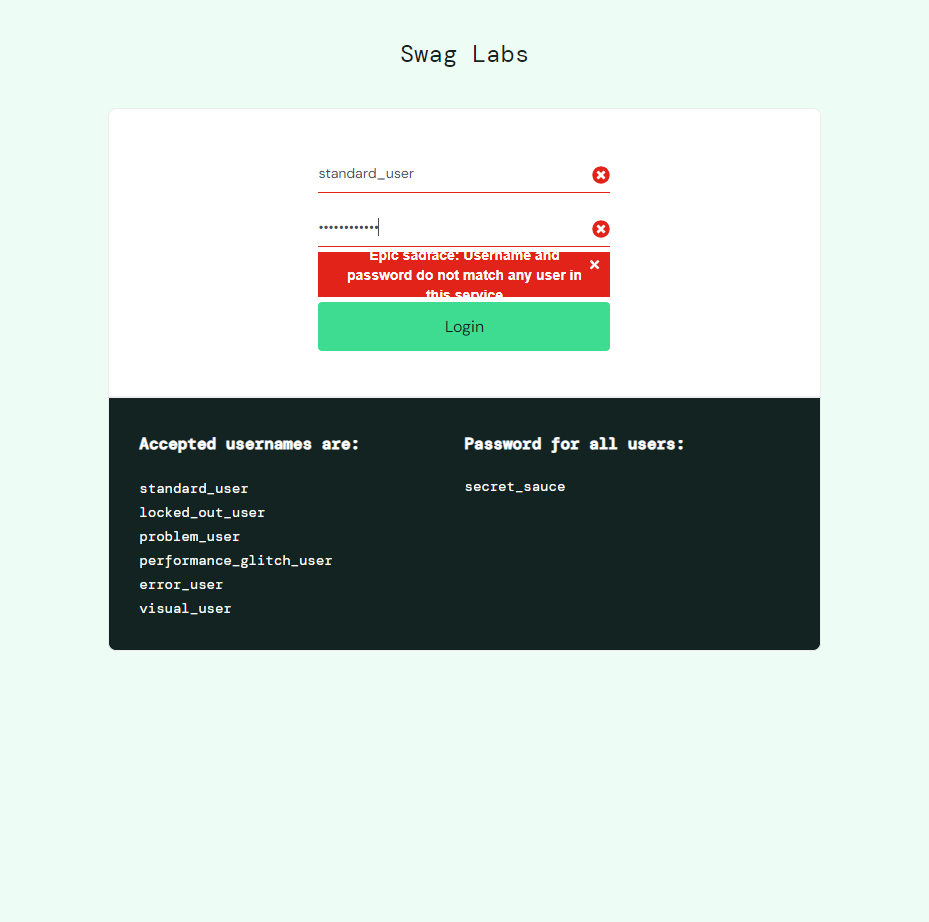 Swag Labs
standard_user
••••••••••••
Epic sadface: Username and
password do not match any user in
this service
Login
Accepted usernames are:
standard_user
locked_out_user
problem_user
performance_glitch_user
error_user
visual_user
Password for all users:
secret_sauce